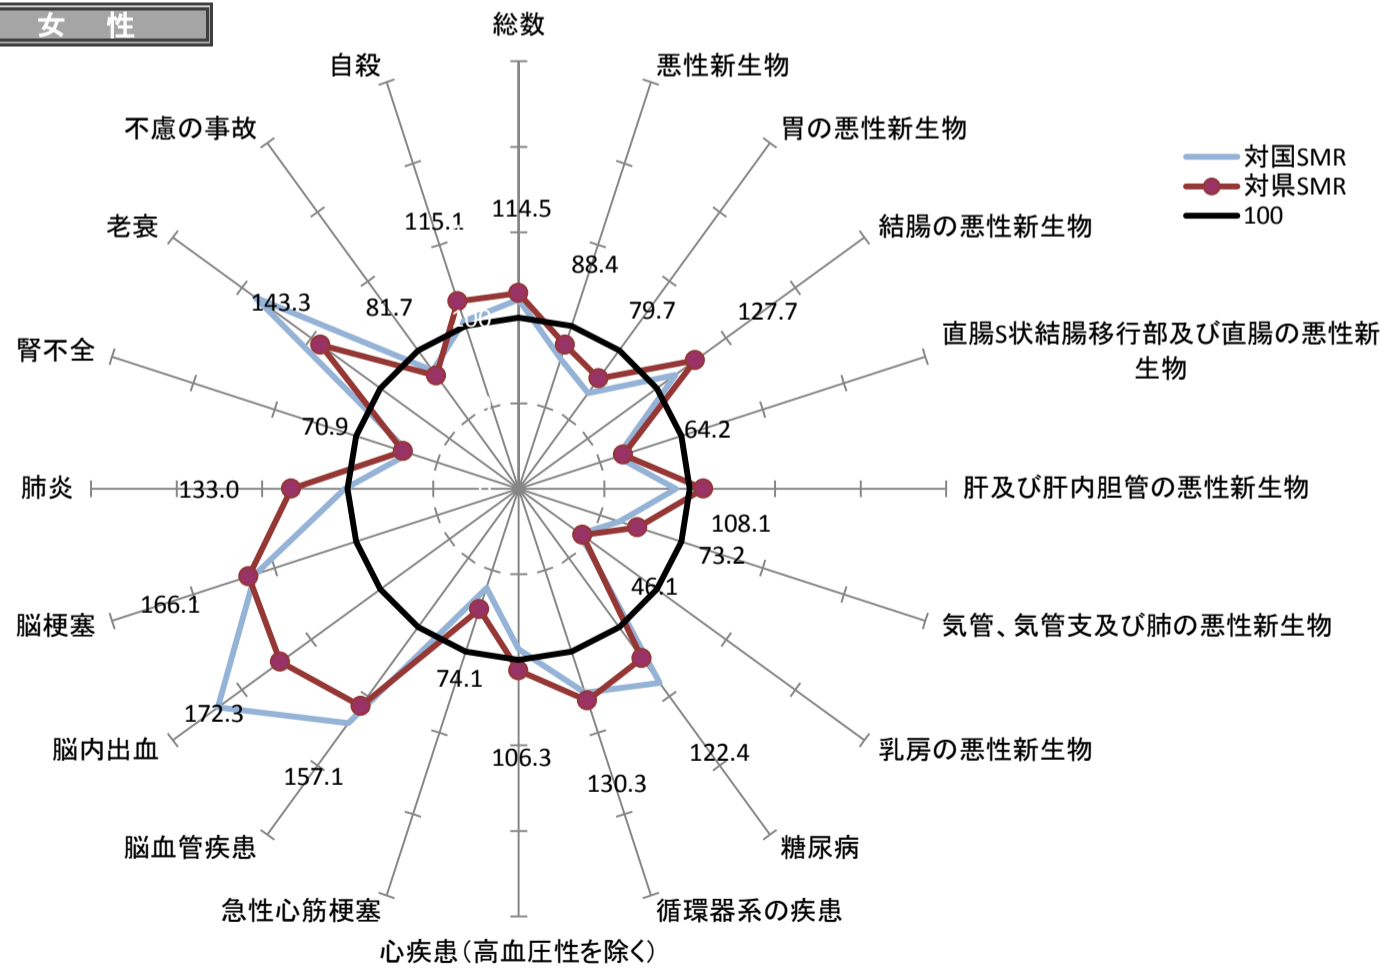 女 性
総数
自殺
悪性新生物
不慮の事故
胃の悪性新生物
対国SMR
対県SMR
100
老衰
結腸の悪性新生物
115.1
114.5
88.4
143.3
81.7
79.7
127.7
100
腎不全
直腸S状結腸移行部及び直腸の悪性新
生物
70.9
64.2
肺炎
133.0
肝及び肝内胆管の悪性新生物
108.1
73.2
46.1
脳梗塞
166.1
気管、気管支及び肺の悪性新生物
74.1
脳内出血
172.3
乳房の悪性新生物
157.1
106.3
130.3
122.4
脳血管疾患
糖尿病
急性心筋梗塞
循環器系の疾患
心疾患(高血圧性を除く)